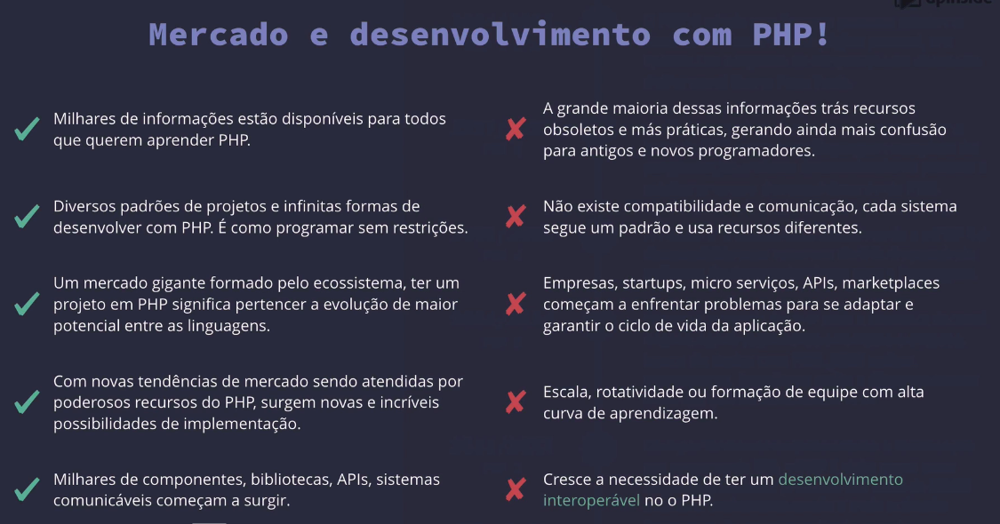 UpInside
Mercado e desenvolvimento com PHP!
Milhares de informações estão disponíveis para todos
que querem aprender PHP.
A grande maioria dessas informações trás recursos
obsoletos e más práticas, gerando ainda mais confusão
para antigos e novos programadores.
Diversos padrões de projetos e infinitas formas de
desenvolver com PHP. É como programar sem restrições.
Não existe compatibilidade e comunicação, cada sistema
segue um padrão e usa recursos diferentes.
Um mercado gigante formado pelo ecossistema, ter um
projeto em PHP significa pertencer a evolução de maior
potencial entre as linguagens.
Empresas, startups, micro serviços, APIs, marketplaces
começam a enfrentar problemas para se adaptar e
garantir o ciclo de vida da aplicação.
Com novas tendências de mercado sendo atendidas por
poderosos recursos do PHP, surgem novas e incríveis
possibilidades de implementação.
Escala, rotatividade ou formação de equipe com alta
curva de aprendizagem.
Milhares de componentes, bibliotecas, APIs, sistemas
comunicáveis começam a surgir.
Cresce a necessidade de ter um desenvolvimento
interoperável no o PHP.